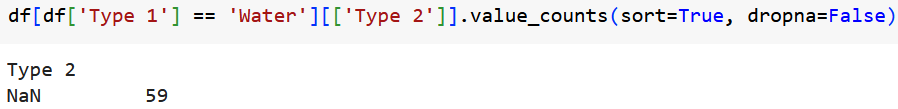 df[df['Type 1'] == 'Water'][['Type 2']].value_counts(sort=True, dropna=False)
Type 2
NaN 59